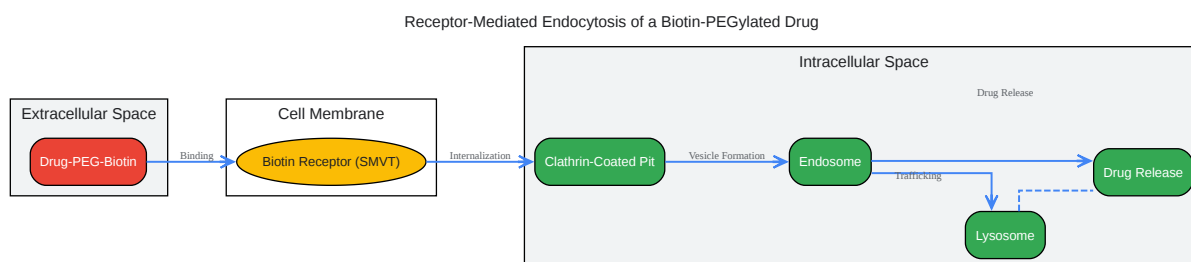 Receptor-Mediated Endocytosis of a Biotin-PEGylated Drug
Extracellular Space
Drug-PEG-Biotin
Binding
Cell Membrane
Biotin Receptor (SMVT)
Internalization
Intracellular Space
Clathrin-Coated Pit
Vesicle Formation
Endosome
Drug Release
Trafficking
Lysosome
Drug Release